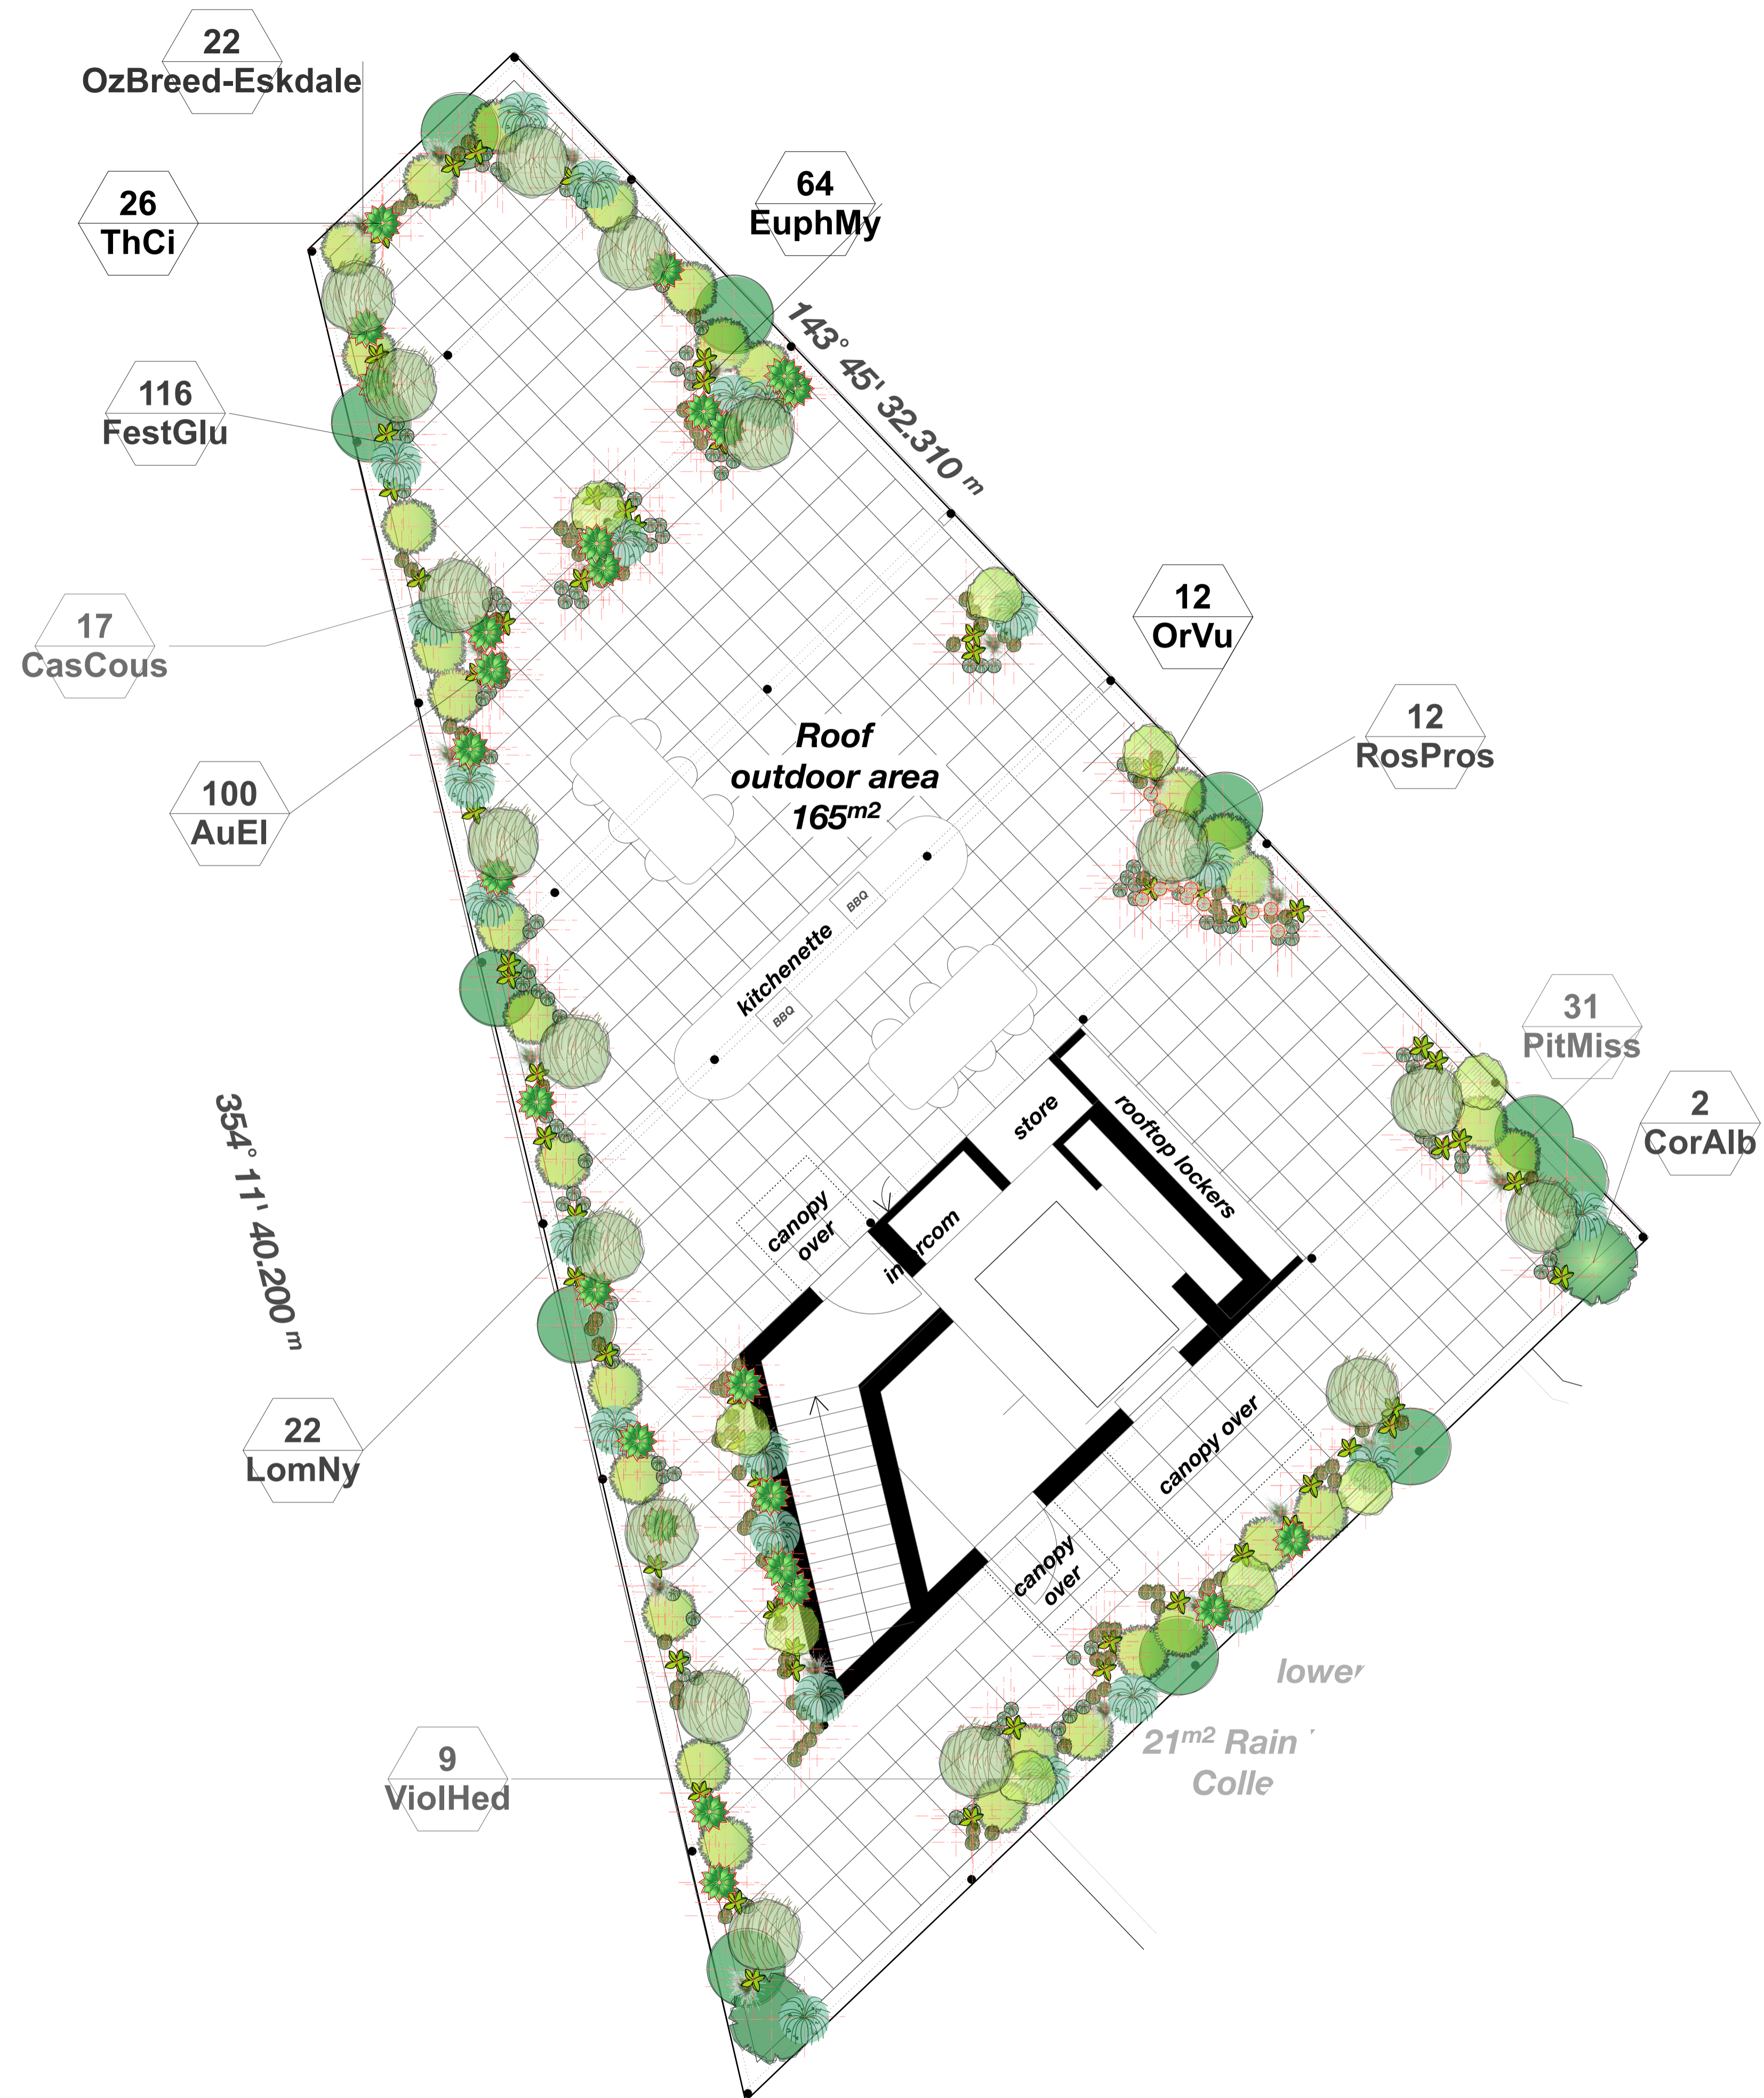 22
OzBreed-Eskdale
26
ThCi
64
EuphMy
143° 45' 32.310 m
116
FestGlu
17
CasCous
12
OrVu
12
RosPros
100
AuEl
Roof
outdoor area
165m2
BBQ
kitchenette
BBQ
31
PitMiss
2
CorAlb
354° 11' 40.200 m
store
rooftop lockers
canopy
over
canopy over
22
LomNy
canopy
over
lower
21m2 Rain
Colle
9
ViolHed